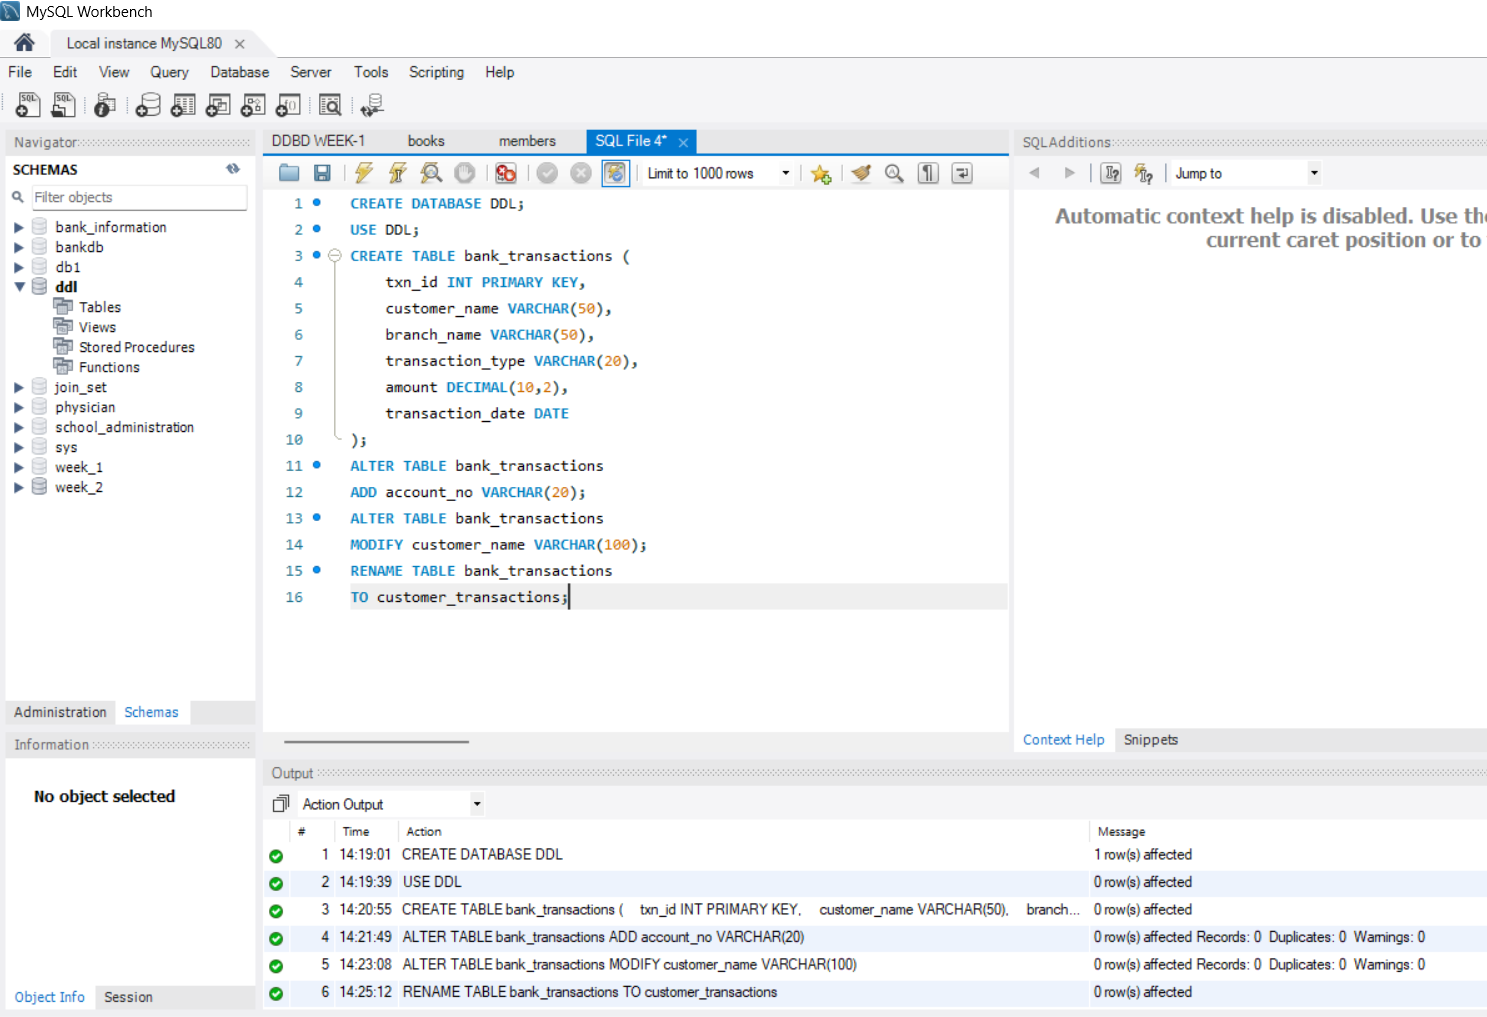 MySQL Workbench
Local instance MySQL80
File Edit View Query Database Server Tools Scripting Help
Navigator
SCHEMAS
Filter objects
bank_information
bankdb
db1
ddl
Tables
Views
Stored Procedures
Functions
join_set
physician
school_administration
sys
week_1
week_2
Administration Schemas
Information
No object selected
Object Info Session
DDBD WEEK-1 books members SQL File 4*
Limit to 1000 rows
1 CREATE DATABASE DDL;
2 USE DDL;
3 CREATE TABLE bank_transactions (
4 txn_id INT PRIMARY KEY,
5 customer_name VARCHAR(50),
6 branch_name VARCHAR(50),
7 transaction_type VARCHAR(20),
8 amount DECIMAL(10,2),
9 transaction_date DATE
10 );
11 ALTER TABLE bank_transactions
12 ADD account_no VARCHAR(20);
13 ALTER TABLE bank_transactions
14 MODIFY customer_name VARCHAR(100);
15 RENAME TABLE bank_transactions
16 TO customer_transactions;
SQLAdditions
Jump to
Automatic context help is disabled. Use the
current caret position or to
Context Help Snippets
Output
Action Output
# Time Action Message
1 14:19:01 CREATE DATABASE DDL 1 row(s) affected
2 14:19:39 USE DDL 0 row(s) affected
3 14:20:55 CREATE TABLE bank_transactions ( txn_id INT PRIMARY KEY, customer_name VARCHAR(50), branch... 0 row(s) affected
4 14:21:49 ALTER TABLE bank_transactions ADD account_no VARCHAR(20) 0 row(s) affected Records: 0 Duplicates: 0 Warnings: 0
5 14:23:08 ALTER TABLE bank_transactions MODIFY customer_name VARCHAR(100) 0 row(s) affected Records: 0 Duplicates: 0 Warnings: 0
6 14:25:12 RENAME TABLE bank_transactions TO customer_transactions 0 row(s) affected